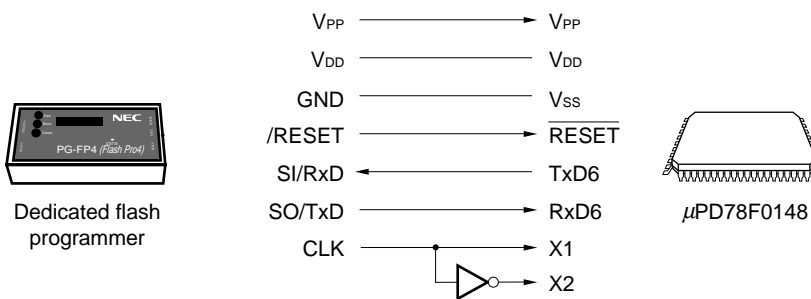 VPP VPP
VDD VDD
GND VSS
/RESET RESET
SI/RxD TxD6
SO/TxD RxD6
CLK X1
X2
NEC
PG-FP4 (Flash Pro4)
Dedicated flash
programmer
μPD78F0148